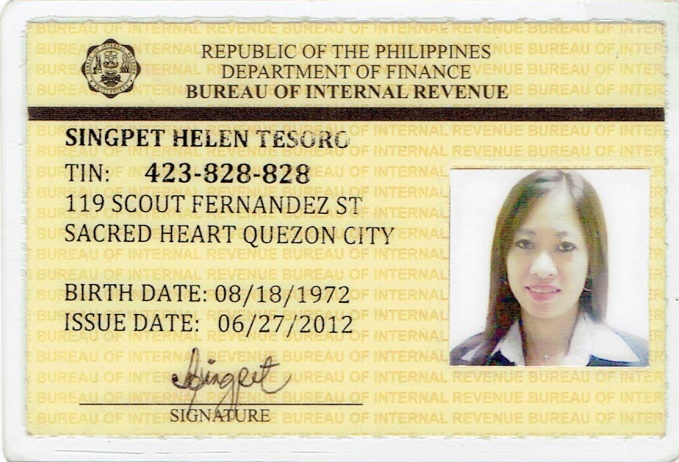 REPUBLIC OF THE PHILIPPINES
DEPARTMENT OF FINANCE
BUREAU OF INTERNAL REVENUE
SINGPET HELEN TESORO
TIN: 423-828-828
119 SCOUT FERNANDEZ ST
SACRED HEART QUEZON CITY
BIRTH DATE: 08/18/1972
ISSUE DATE: 06/27/2012
Singpet
SIGNATURE